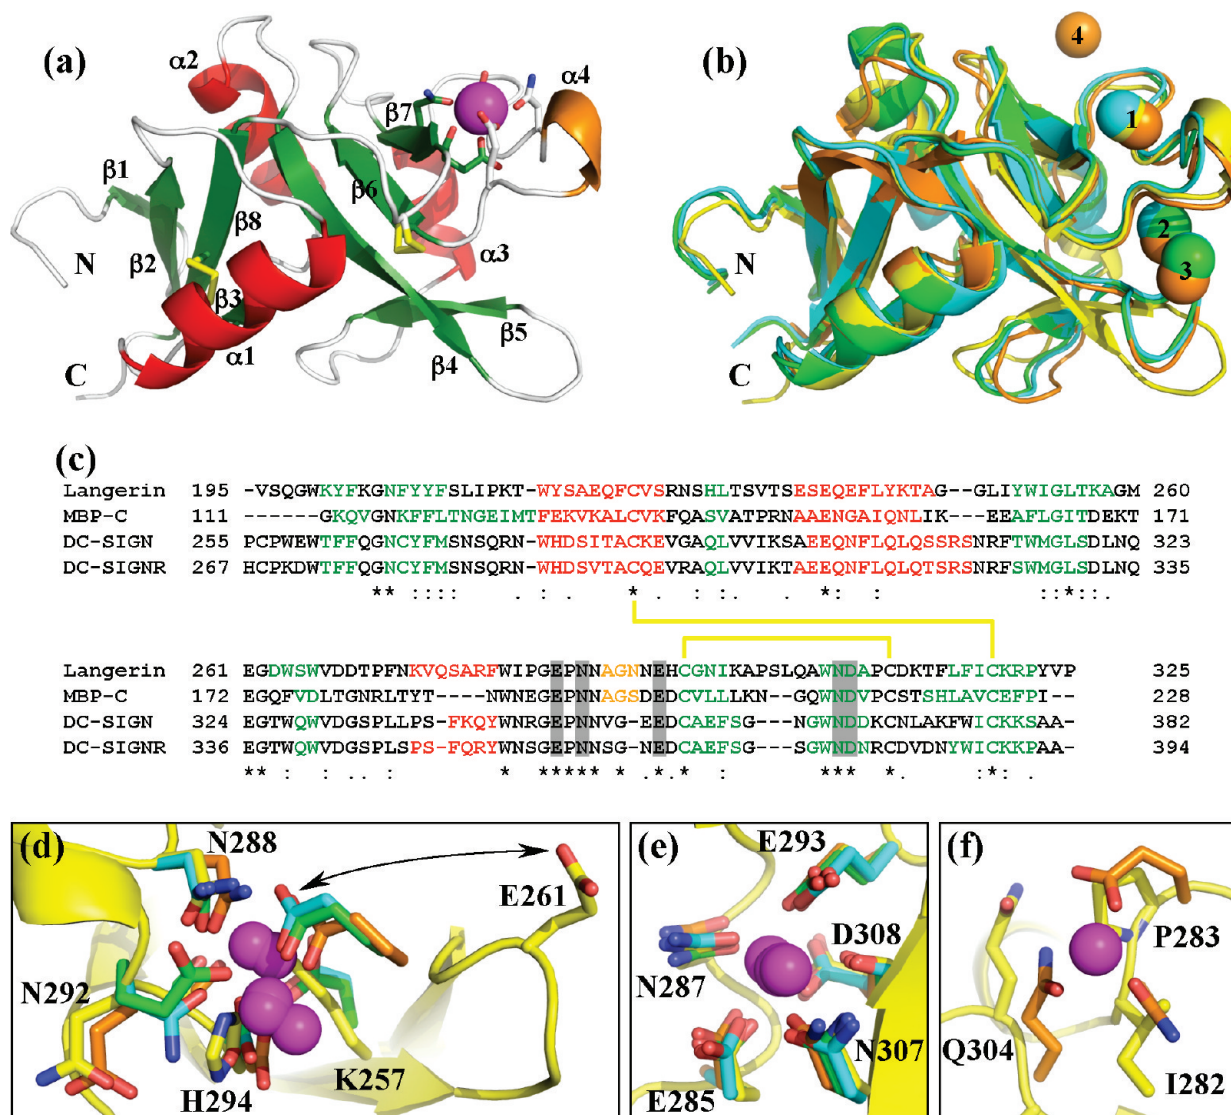 (a)
α2
α4
β7
β1
β6
β8
N
β2
α3
β3
β5
α1
β4
C
(b)
4
1
2
3
N
C
(c)
Langerin 195 -VSQGWKYFKGNFYYFSLIPKT-WYSAEQFCVSRNSHLTSVTSESEQEFLYKTAG--GLIYWIGLTKAGM 260
MBP-C 111 ------GKQVGNKFFLTNGEIMTFEKVKALCVKFQASVATPRNAAENGAIQNLIK---EEAFLGITDEKT 171
DC-SIGN 255 PCPWEWTFFQGNCYFMSNSQRN-WHDSITACKEVGAQLVVIKSAEEQNFLQLQSSRSNRFTWMGLSDLNQ 323
DC-SIGNR 267 HCPKDWTFFQGNCYFMSNSQRN-WHDSVTACQEVRAQLVVIKTAEEQNFLQLQTSRSNRFSWMGLSDLNQ 335
** :::: . : . * : . . * : ::*:.
Langerin 261 EGDWSWVDDTPFNKVQSARFWIPGEPNNAGNNEHCGNIKAPSLQAWNDAPCDKTFLFICKRPYVP 325
MBP-C 172 EGQFVDLTGNRLTYT----NWNEGEPNNAGSDEDCVLLLKNGQWNDVPCSTSHLAVCEFPI- 228
DC-SIGN 324 EGTWQWVDGSPLLPS-FKQYWNRGEPNNVG-EEDCAEFSG---NGWNDDKCNLAKFWICKKSAA- 382
DC-SIGNR 336 EGTWQWVDGSPLSPS-FQRYWNSGEPNNSG-NEDCAEFSG---SGWNDNRCDVDNYWICKKPAA- 394
** : : . . : * ***** * . * * : *** *. : * : .
(d)
N288
E261
N292
K257
H294
(e)
E293
D308
N287
N307
E285
(f)
P283
Q304
I282